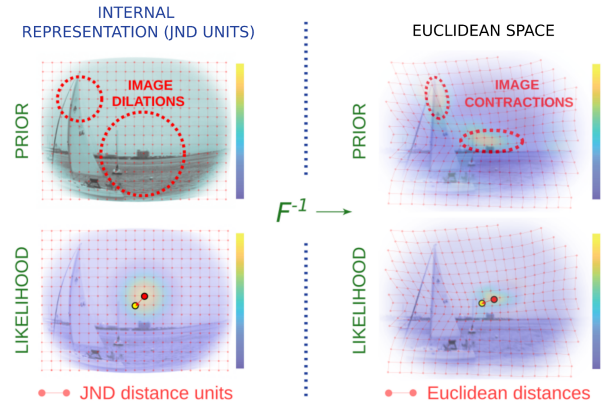 INTERNAL
REPRESENTATION (JND UNITS)
EUCLIDEAN SPACE
PRIOR
IMAGE
DILATIONS
PRIOR
IMAGE
CONTRACTIONS
F⁻¹
LIKELIHOOD
LIKELIHOOD
JND distance units
Euclidean distances